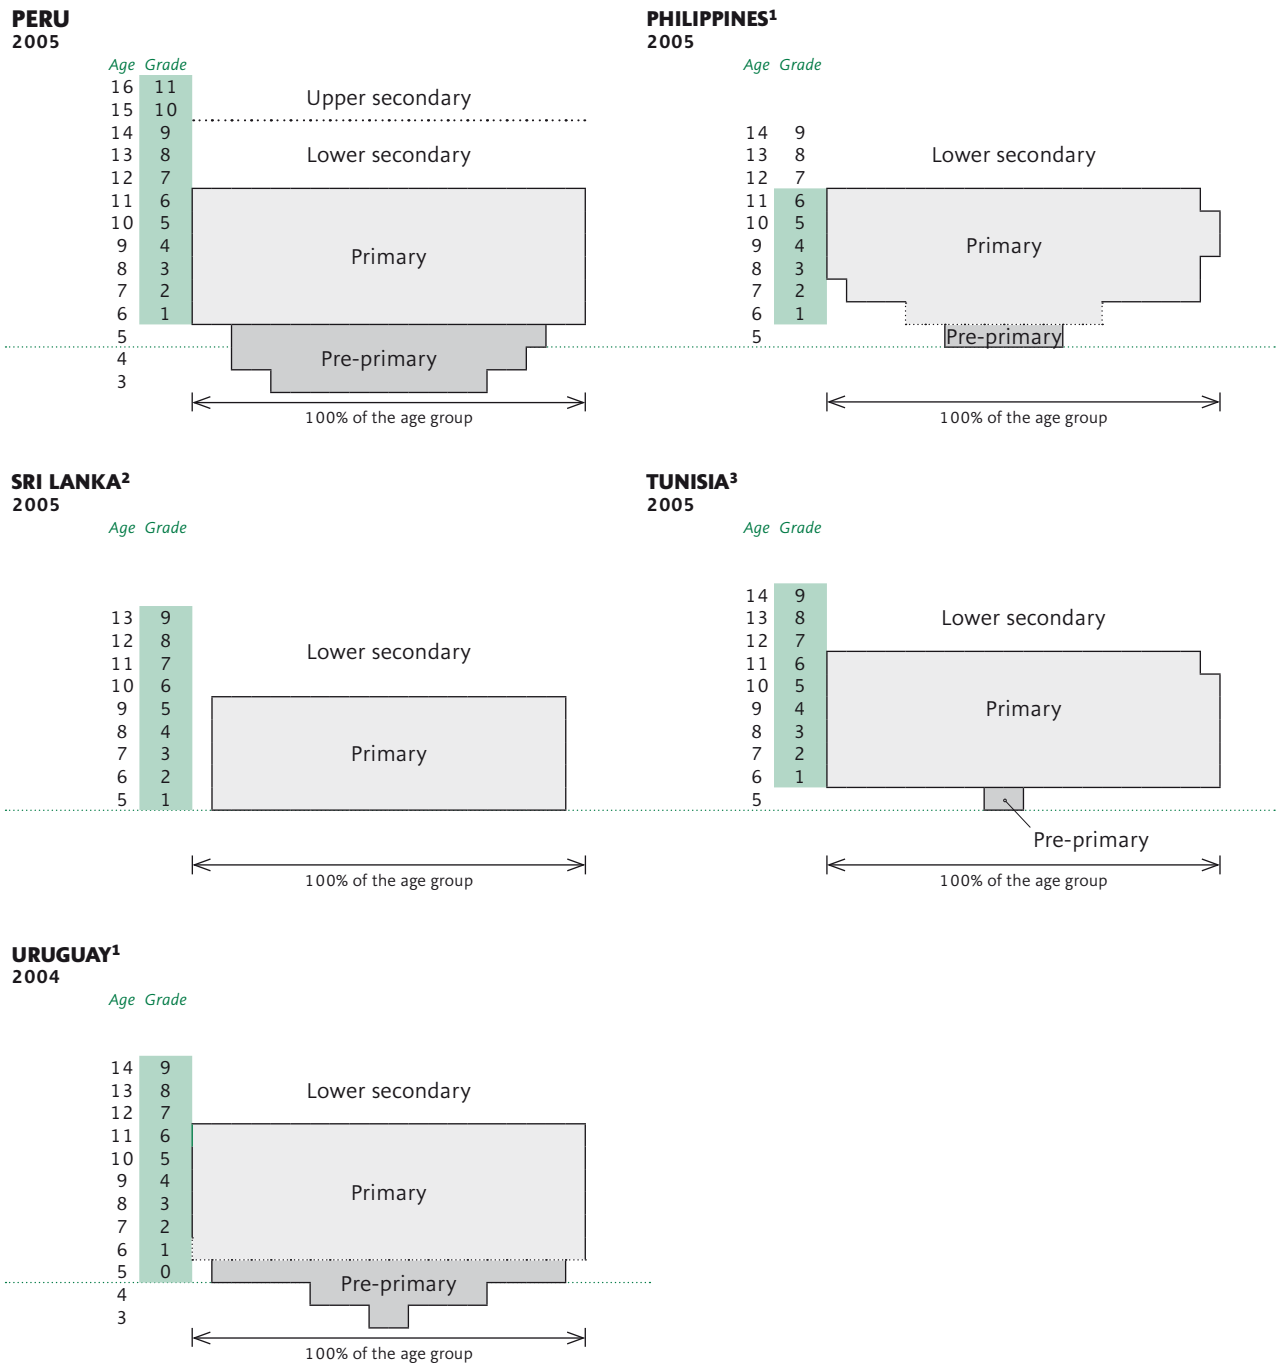 PERU
2005
Age Grade
16 11
15 10
14 9
13 8
12 7
11 6
10 5
9 4
8 3
7 2
6 1
5
4
3
Upper secondary
Lower secondary
Primary
Pre-primary
100% of the age group
PHILIPPINES¹
2005
Age Grade
14 9
13 8
12 7
11 6
10 5
9 4
8 3
7 2
6 1
5
Lower secondary
Primary
Pre-primary
100% of the age group
SRI LANKA²
2005
Age Grade
13 9
12 8
11 7
10 6
9 5
8 4
7 3
6 2
5 1
Lower secondary
Primary
100% of the age group
TUNISIA³
2005
Age Grade
14 9
13 8
12 7
11 6
10 5
9 4
8 3
7 2
6 1
5
Lower secondary
Primary
Pre-primary
100% of the age group
URUGUAY¹
2004
Age Grade
14 9
13 8
12 7
11 6
10 5
9 4
8 3
7 2
6 1
5 0
4
3
Lower secondary
Primary
Pre-primary
100% of the age group